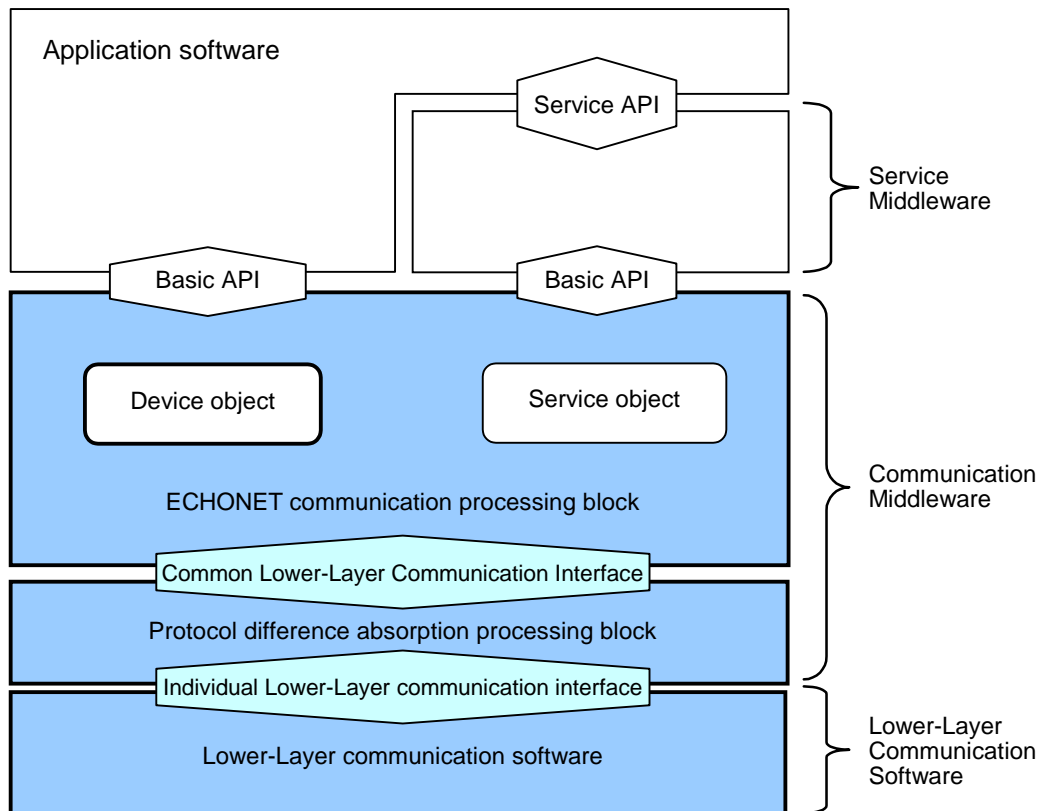 Application software
Service API
Service
Middleware
Basic API
Basic API
Device object
Service object
ECHONET communication processing block
Communication
Middleware
Common Lower-Layer Communication Interface
Protocol difference absorption processing block
Individual Lower-Layer communication interface
Lower-Layer communication software
Lower-Layer
Communication
Software